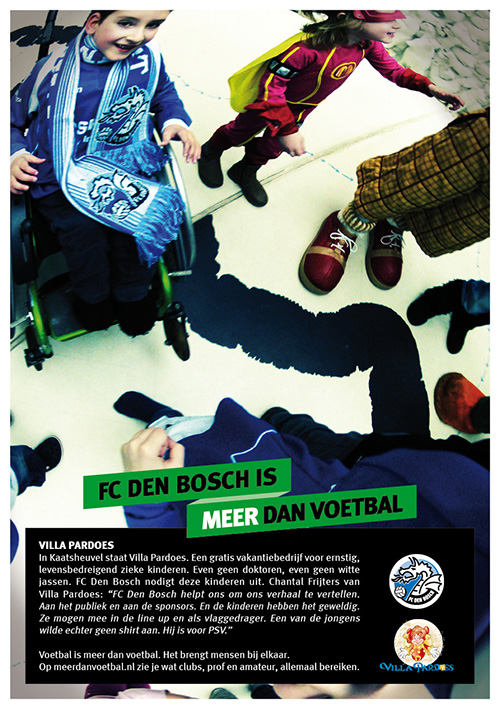 FC DEN BOSCH IS
MEER DAN VOETBAL
VILLA PARDOES
In Kaatsheuvel staat Villa Pardoes. Een gratis vakantiebedrijf voor ernstig,
levensbedreigend zieke kinderen. Even geen doktoren, even geen witte
jassen. FC Den Bosch nodigt deze kinderen uit. Chantal Frijters van
Villa Pardoes: “FC Den Bosch helpt ons om ons verhaal te vertellen.
Aan het publiek en aan de sponsors. En de kinderen hebben het geweldig.
Ze mogen mee in de line up en als vlaggedrager. Een van de jongens
wilde echter geen shirt aan. Hij is voor PSV.”
Voetbal is meer dan voetbal. Het brengt mensen bij elkaar.
Op meerdanvoetbal.nl zie je wat clubs, prof en amateur, allemaal bereiken.
FC DEN BOSCH
VILLA PARDOES